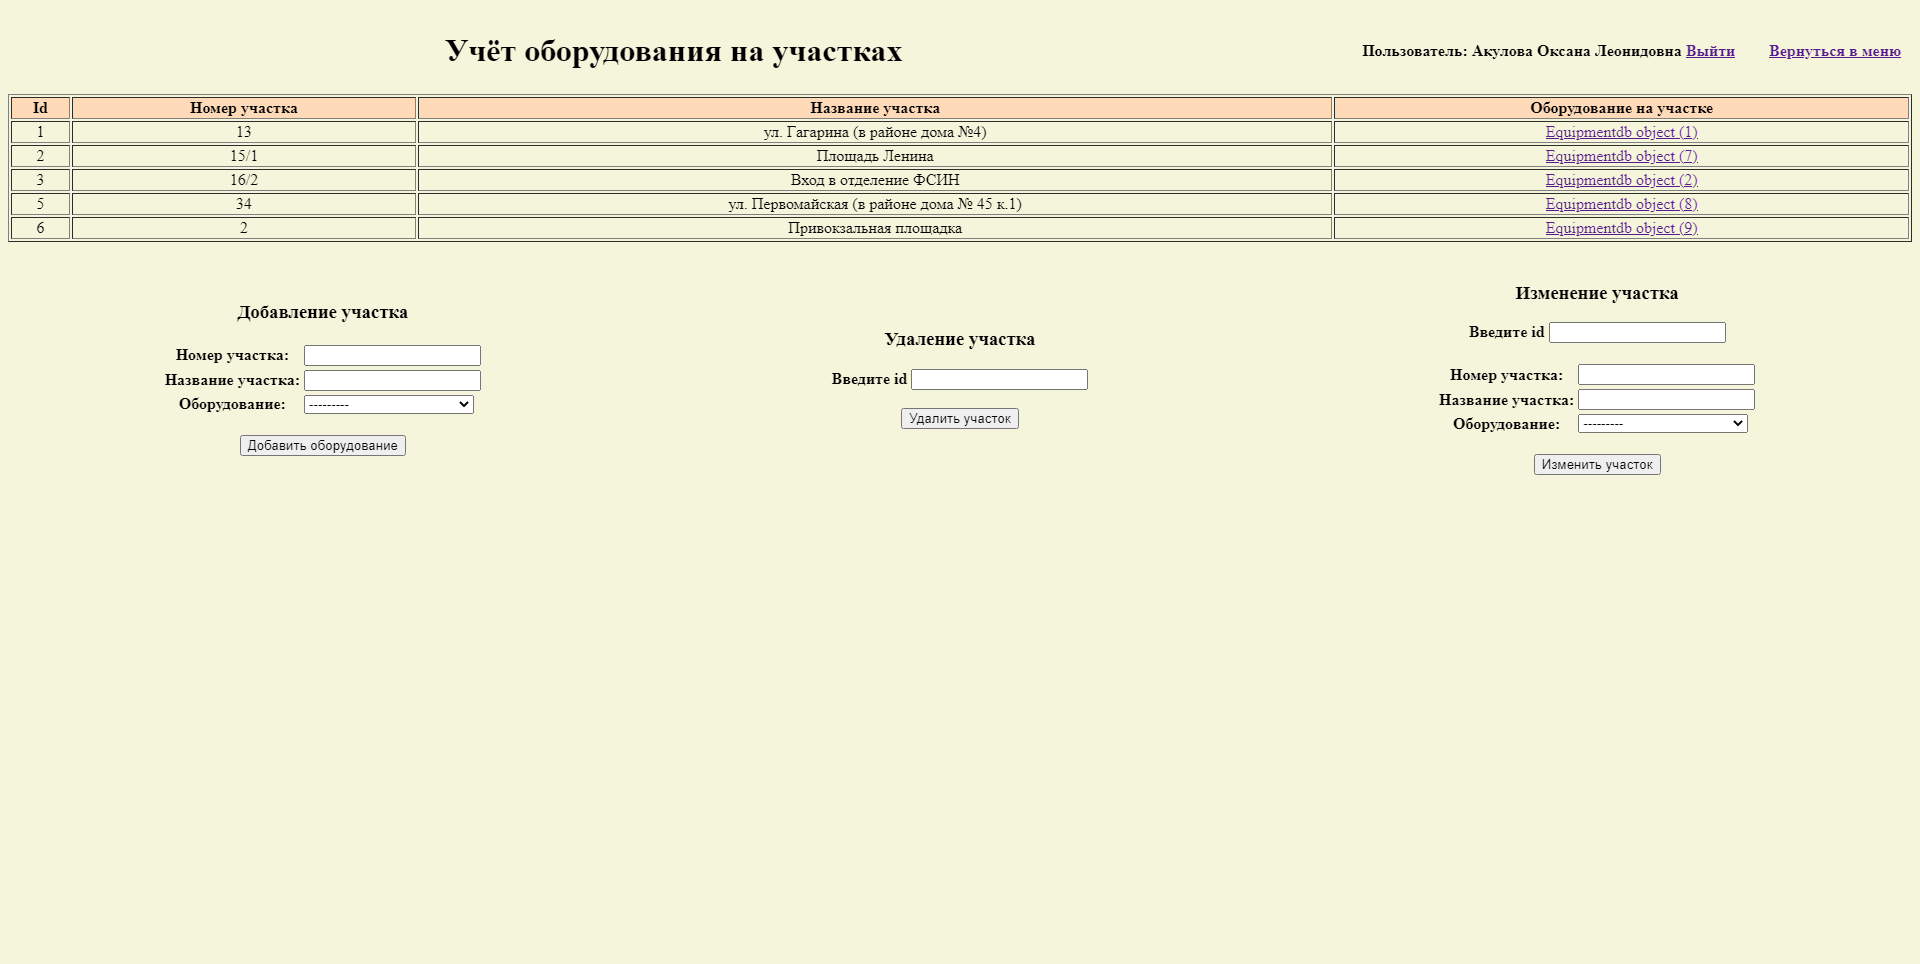 Учёт оборудования на участках
Пользователь: Акулова Оксана Леонидовна Выйти Вернуться в меню
Id Номер участка Название участка Оборудование на участке
1 13 ул. Гагарина (в районе дома №4) Equipmentdb object (1)
2 15/1 Площадь Ленина Equipmentdb object (7)
3 16/2 Вход в отделение ФСИН Equipmentdb object (2)
5 34 ул. Первомайская (в районе дома № 45 к.1) Equipmentdb object (8)
6 2 Привокзальная площадка Equipmentdb object (9)
Добавление участка
Номер участка:
Название участка:
Оборудование: ---------
Добавить оборудование
Удаление участка
Введите id
Удалить участок
Изменение участка
Введите id
Номер участка:
Название участка:
Оборудование: ---------
Изменить участок